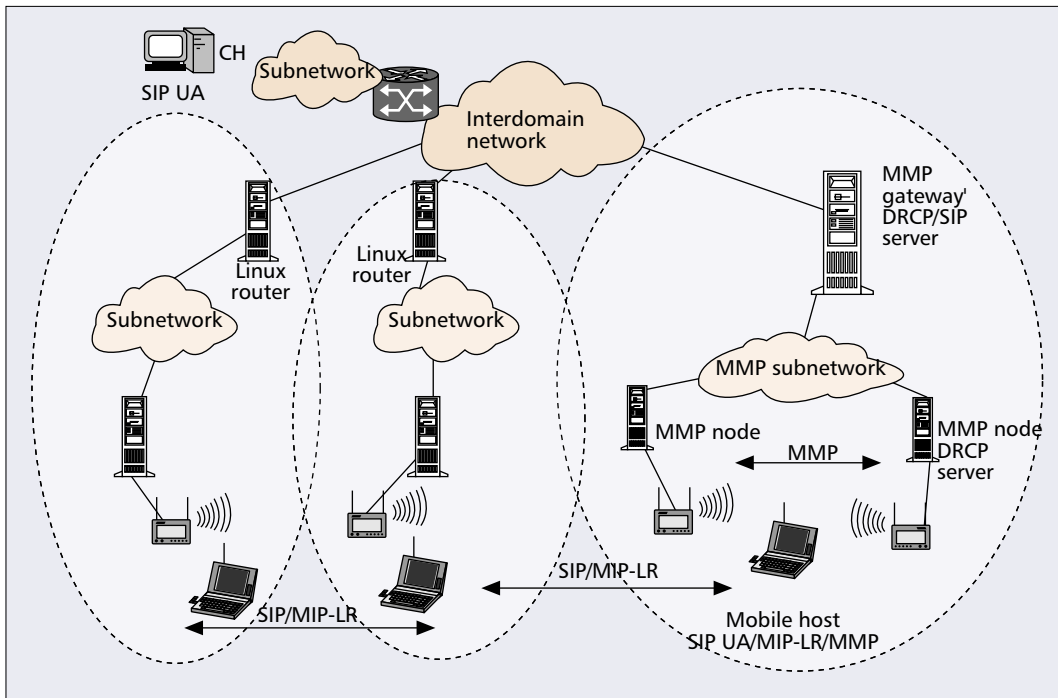 CH
SIP UA
Subnetwork
Interdomain
network
MMP
gateway'
DRCP/SIP
server
Linux
router
Linux
router
Subnetwork
Subnetwork
MMP subnetwork
MMP node
MMP node
DRCP
server
MMP
SIP/MIP-LR
SIP/MIP-LR
Mobile host
SIP UA/MIP-LR/MMP